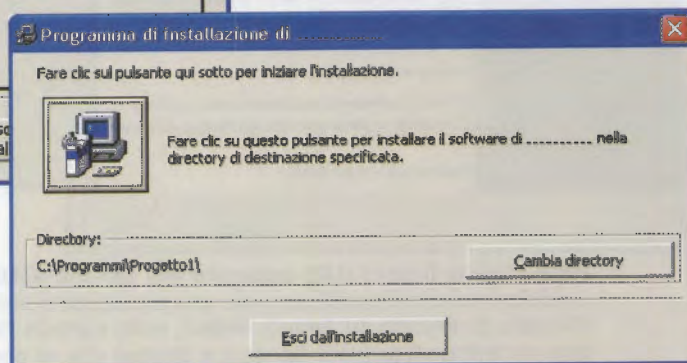 Programma di installazione di ............
Fare clic sul pulsante qui sotto per iniziare l'installazione.
Fare clic su questo pulsante per installare il software di .......... nella
directory di destinazione specificata.
Directory:
C:\Programmi\Progetto1\
Cambia directory
Esci dall'installazione